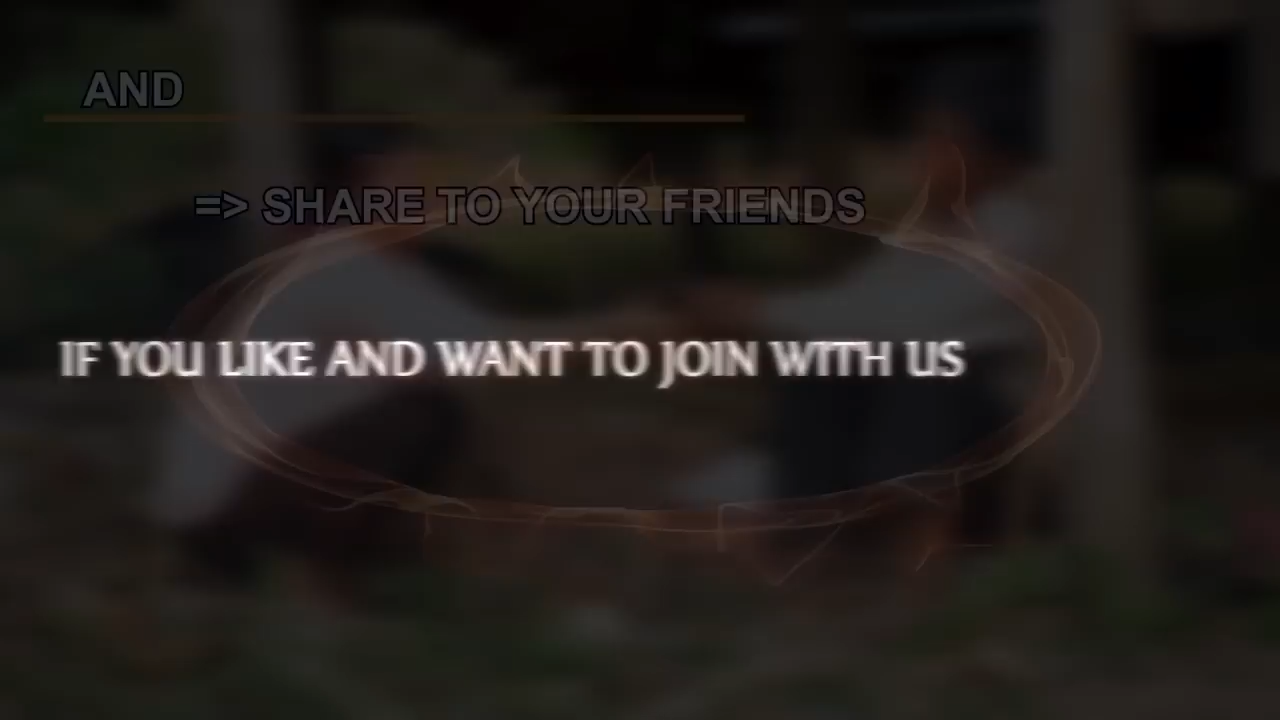 AND
=> SHARE TO YOUR FRIENDS
IF YOU LIKE AND WANT TO JOIN WITH US